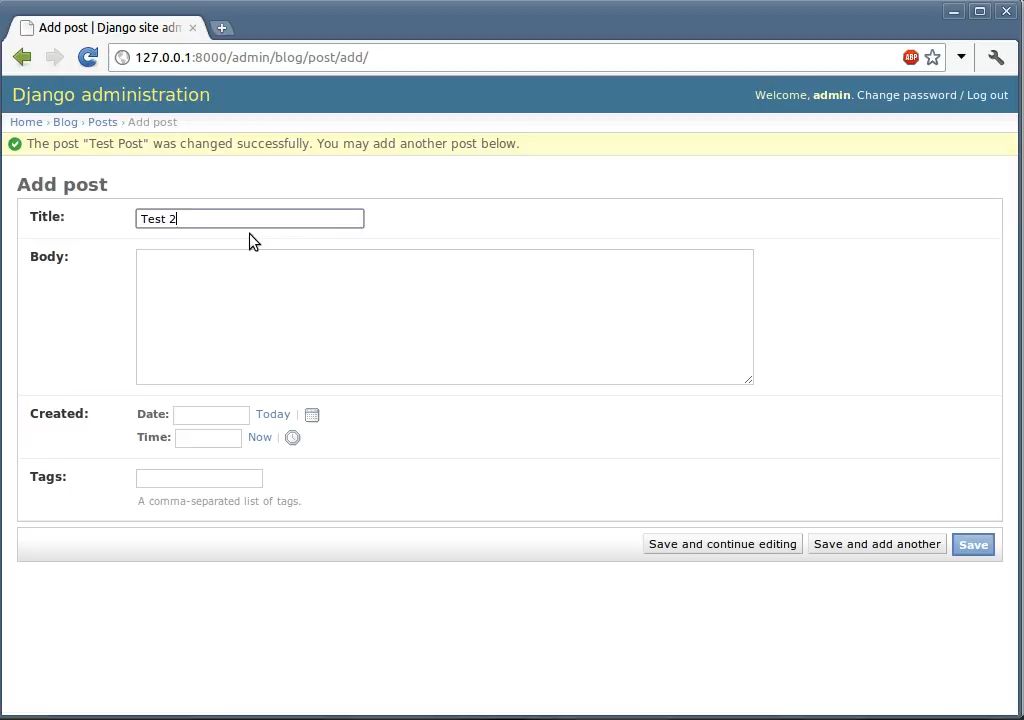 Add post | Django site adm
127.0.0.1:8000/admin/blog/post/add/
ABP
Django administration
Welcome, admin. Change password / Log out
Home › Blog › Posts › Add post
The post "Test Post" was changed successfully. You may add another post below.
Add post
Title: Test 2
Body:
Created: Date: Today |
Time: Now |
Tags:
A comma-separated list of tags.
Save and continue editing Save and add another Save